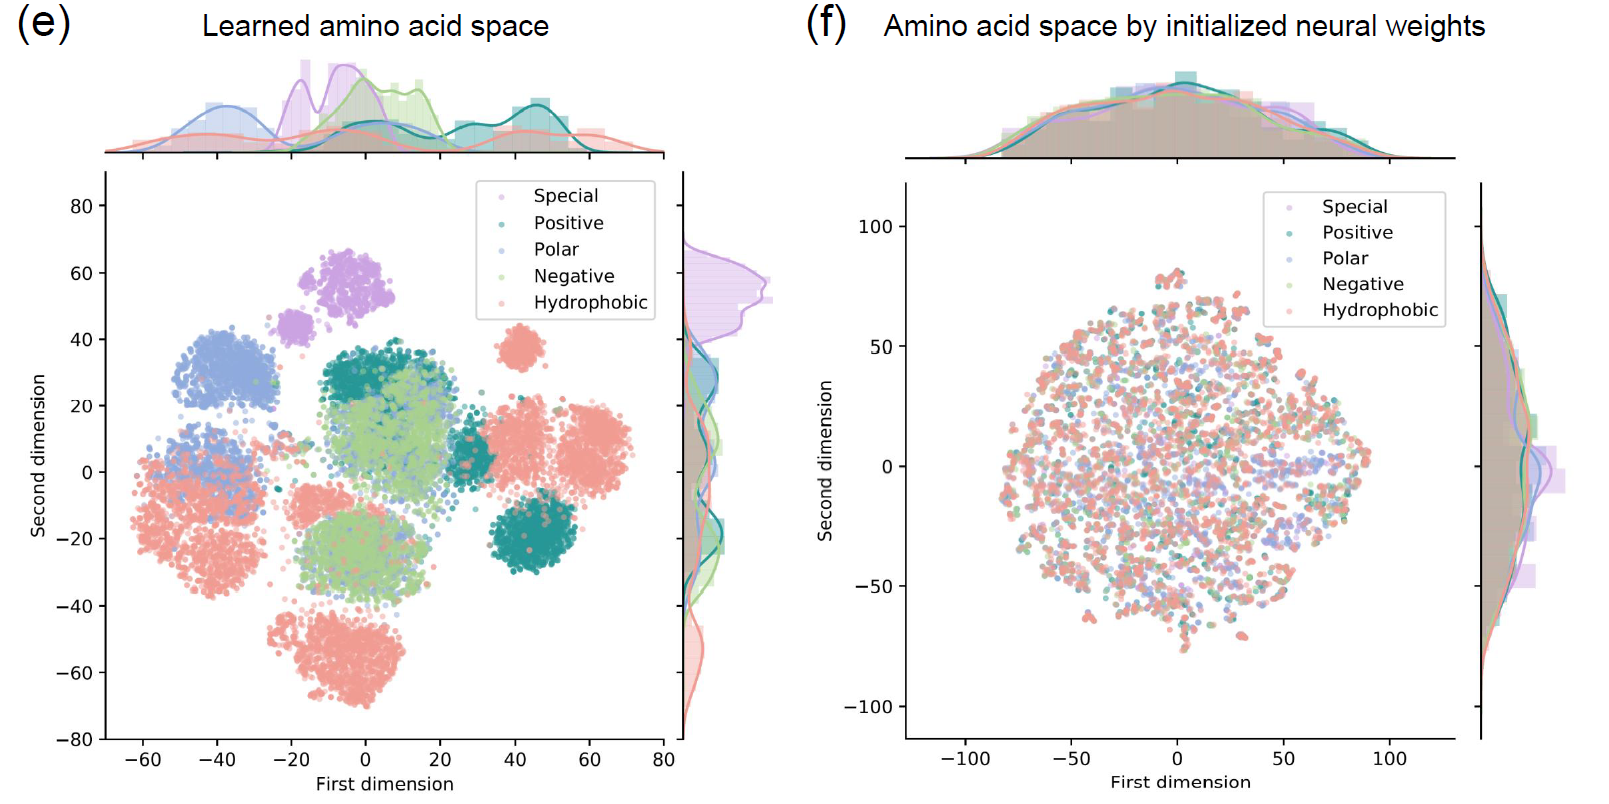 (e) Learned amino acid space
Special
Positive
Polar
Negative
Hydrophobic
80
60
40
20
0
−20
−40
−60
−80
Second dimension
−60 −40 −20 0 20 40 60 80
First dimension
(f) Amino acid space by initialized neural weights
Special
Positive
Polar
Negative
Hydrophobic
100
50
0
−50
−100
Second dimension
−100 −50 0 50 100
First dimension